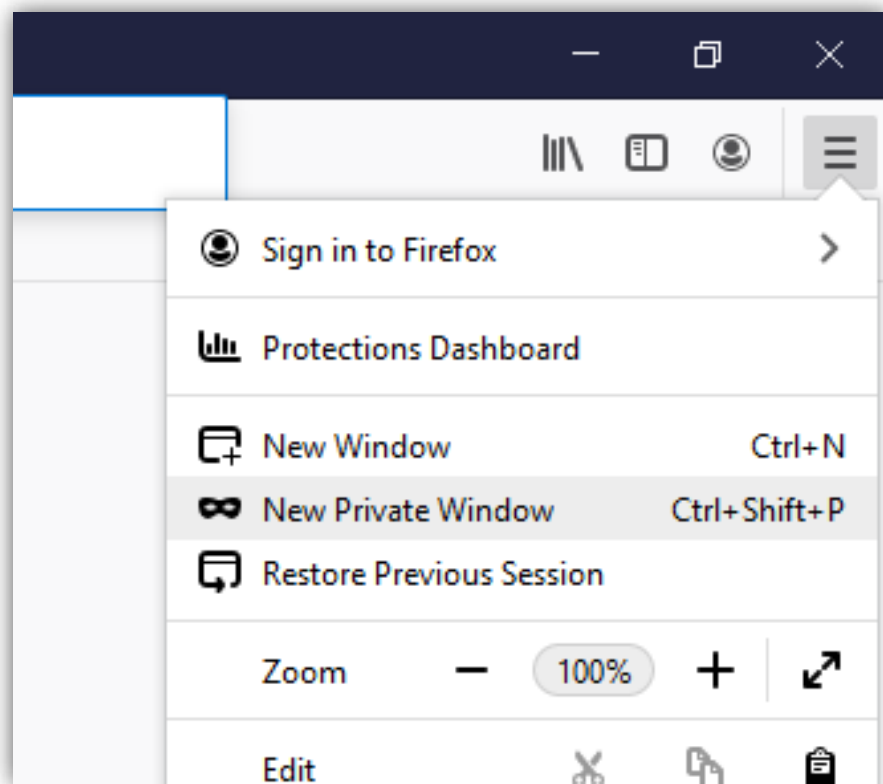 Sign in to Firefox
Protections Dashboard
New Window Ctrl+N
New Private Window Ctrl+Shift+P
Restore Previous Session
Zoom 100%
Edit